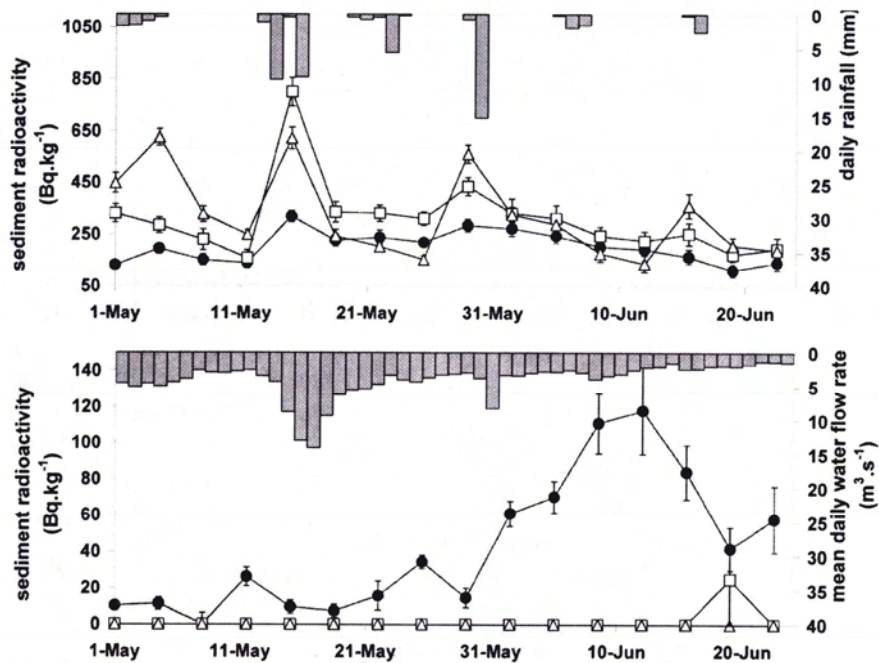 1050
850
650
450
250
50
sediment radioactivity
(Bq.kg-1)
0
5
10
15
20
25
30
35
40
daily rainfall (mm)
1-May
11-May
21-May
31-May
10-Jun
20-Jun
140
120
100
80
60
40
20
0
sediment radioactivity
(Bq.kg-1)
0
5
10
15
20
25
30
35
40
mean daily water flow rate
(m3.s-1)
1-May
11-May
21-May
31-May
10-Jun
20-Jun